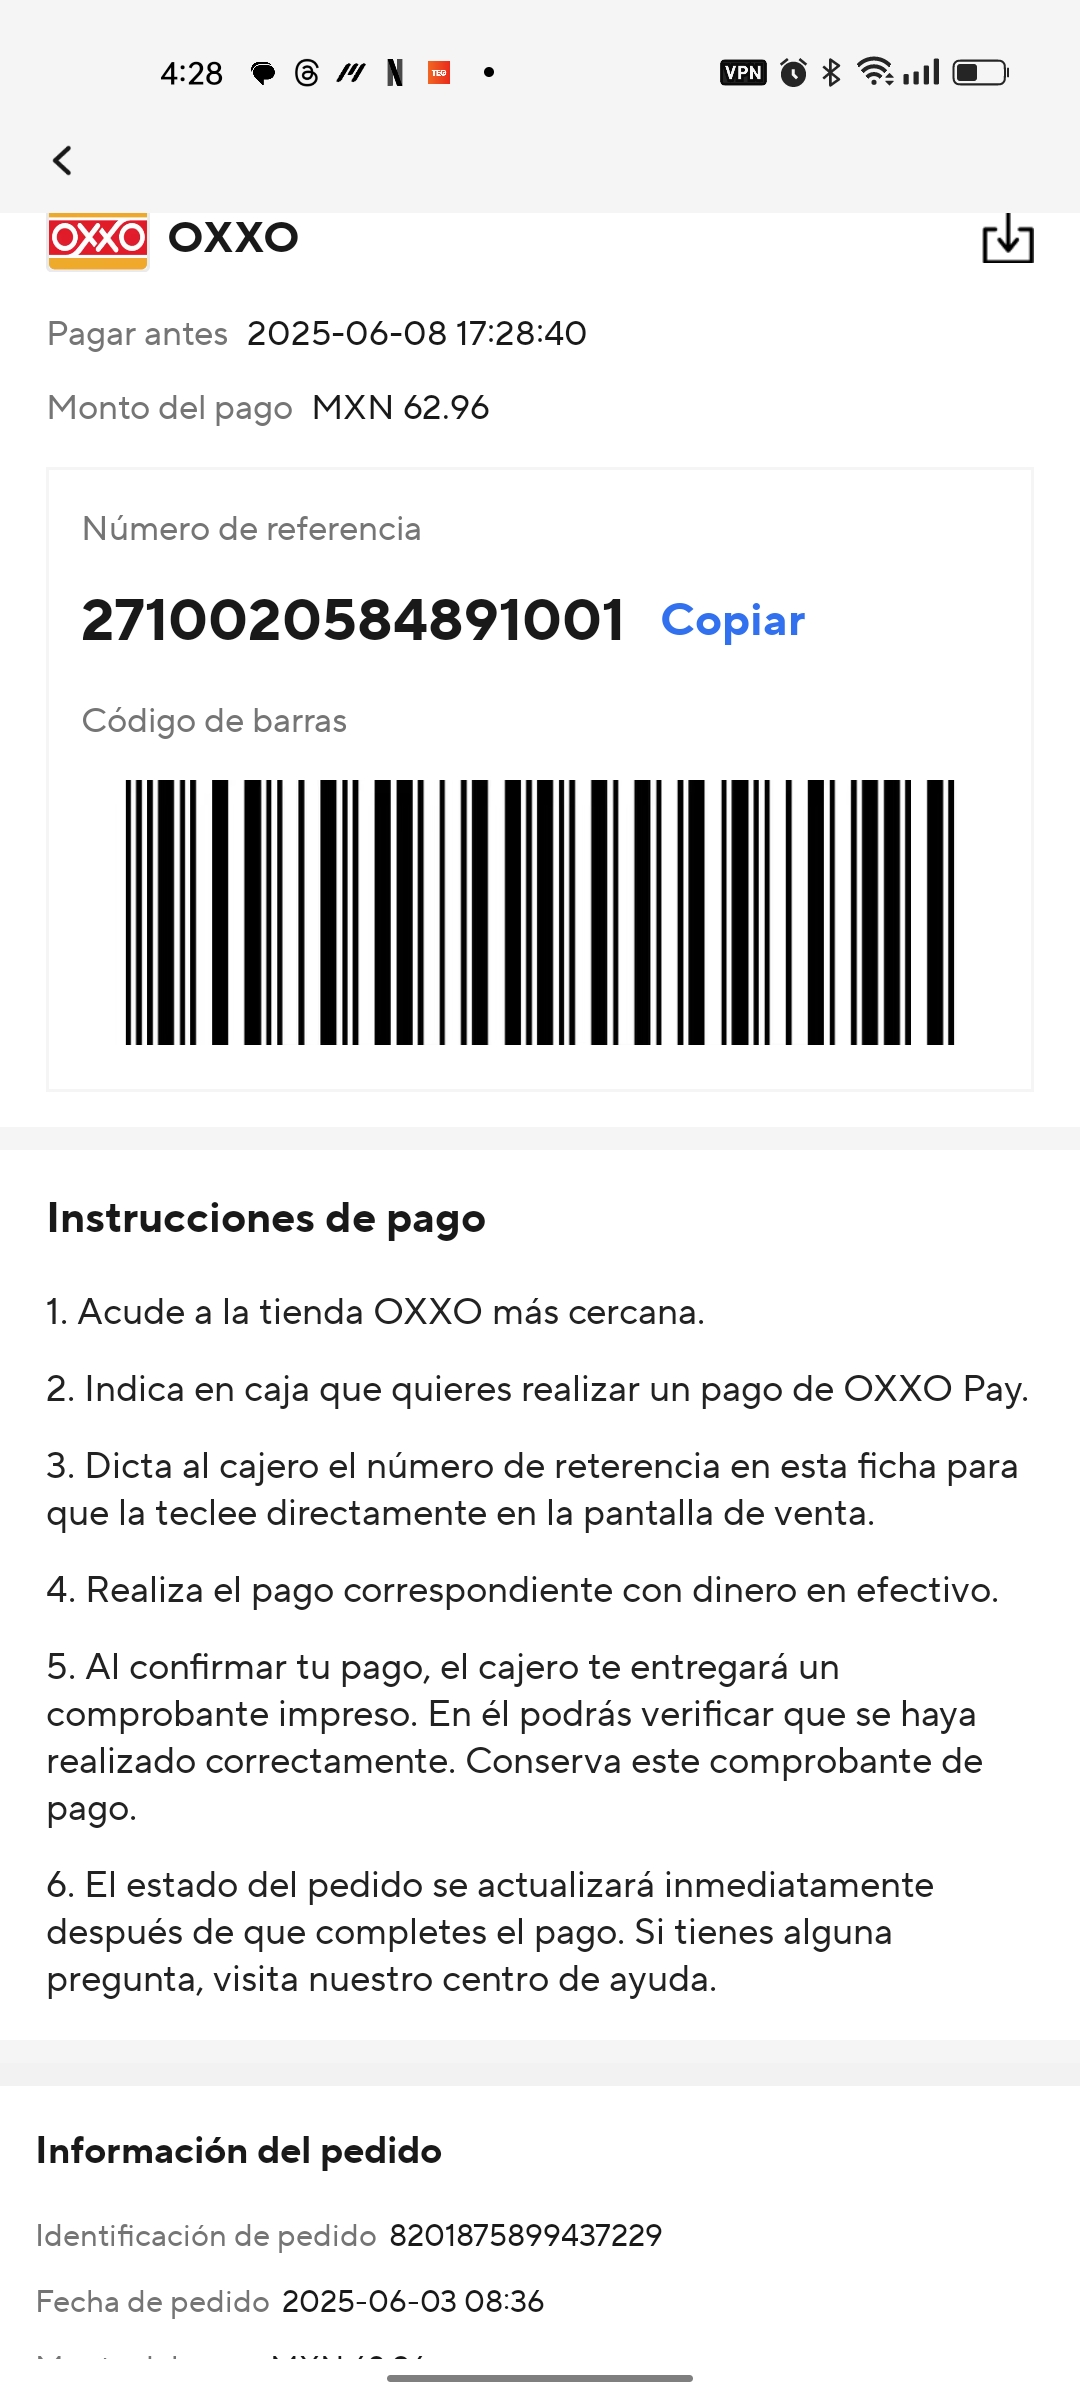 4:28 TEG VPN
OXXO OXXO
Pagar antes 2025-06-08 17:28:40
Monto del pago MXN 62.96
Número de referencia
2710020584891001 Copiar
Código de barras
Instrucciones de pago
1. Acude a la tienda OXXO más cercana.
2. Indica en caja que quieres realizar un pago de OXXO Pay.
3. Dicta al cajero el número de reterencia en esta ficha para
que la teclee directamente en la pantalla de venta.
4. Realiza el pago correspondiente con dinero en efectivo.
5. Al confirmar tu pago, el cajero te entregará un
comprobante impreso. En él podrás verificar que se haya
realizado correctamente. Conserva este comprobante de
pago.
6. El estado del pedido se actualizará inmediatamente
después de que completes el pago. Si tienes alguna
pregunta, visita nuestro centro de ayuda.
Información del pedido
Identificación de pedido 8201875899437229
Fecha de pedido 2025-06-03 08:36